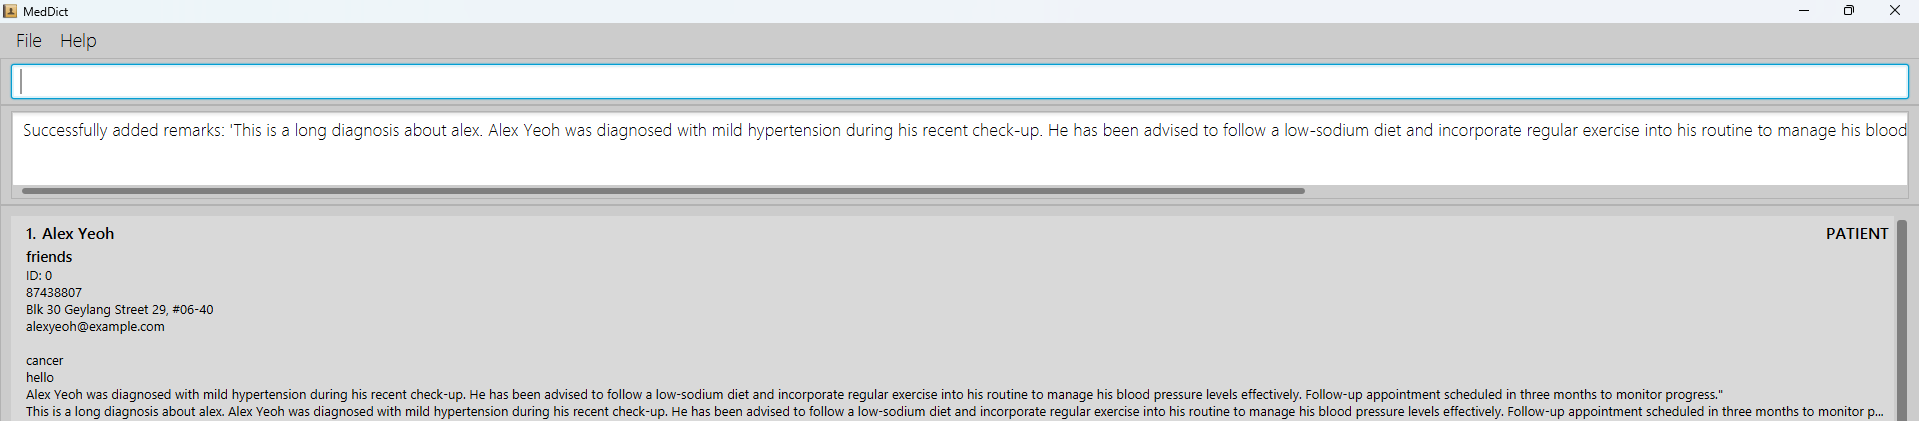 MedDict
File Help
Successfully added remarks: 'This is a long diagnosis about alex. Alex Yeoh was diagnosed with mild hypertension during his recent check-up. He has been advised to follow a low-sodium diet and incorporate regular exercise into his routine to manage his blood
1. Alex Yeoh PATIENT
friends
ID: 0
87438807
Blk 30 Geylang Street 29, #06-40
alexyeoh@example.com
cancer
hello
Alex Yeoh was diagnosed with mild hypertension during his recent check-up. He has been advised to follow a low-sodium diet and incorporate regular exercise into his routine to manage his blood pressure levels effectively. Follow-up appointment scheduled in three months to monitor progress."
This is a long diagnosis about alex. Alex Yeoh was diagnosed with mild hypertension during his recent check-up. He has been advised to follow a low-sodium diet and incorporate regular exercise into his routine to manage his blood pressure levels effectively. Follow-up appointment scheduled in three months to monitor p...